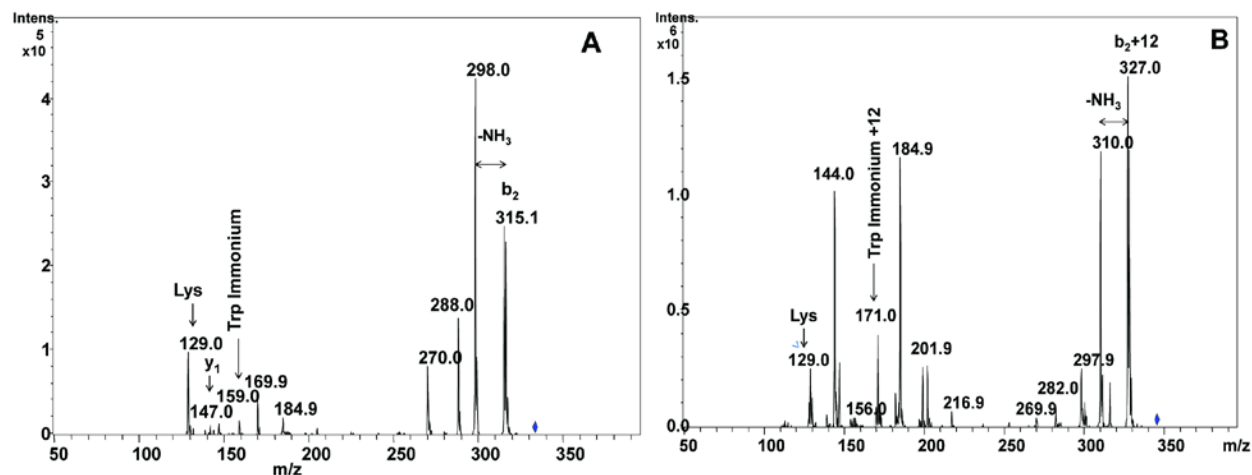 Intens.
5
x10
A
298.0
4
-NH3
b2
3
315.1
Trp Immonium
Lys
2
288.0
129.0
1
y1
270.0
169.9
159.0
147.0
184.9
0
50 100 150 200 250 300 350
m/z
Intens.
6
x10
B
b2+12
327.0
1.5
-NH3
Trp Immonium +12
310.0
184.9
144.0
1.0
171.0
0.5
Lys
201.9
129.0
297.9
282.0
156.0
216.9
269.9
0.0
50 100 150 200 250 300 350 m/z